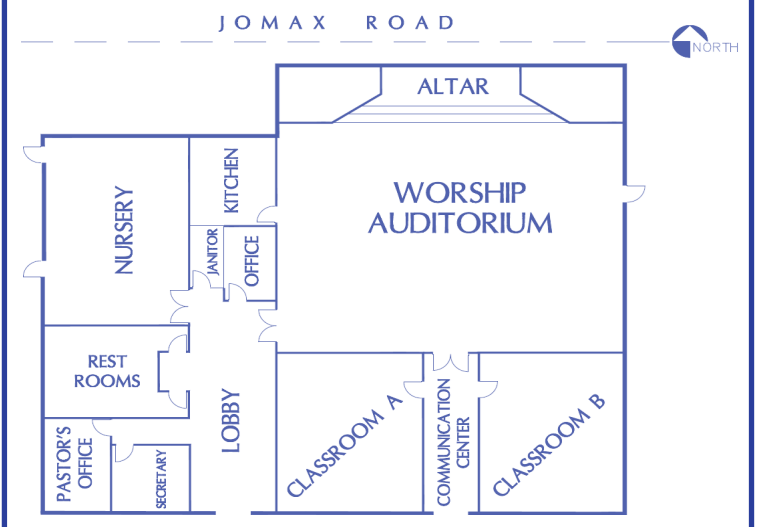 JOMAX ROAD
NORTH
ALTAR
KITCHEN
WORSHIP
AUDITORIUM
NURSERY
JANITOR
OFFICE
REST
ROOMS
LOBBY
CLASSROOM A
COMMUNICATION
CENTER
CLASSROOM B
PASTOR'S
OFFICE
SECRETARY